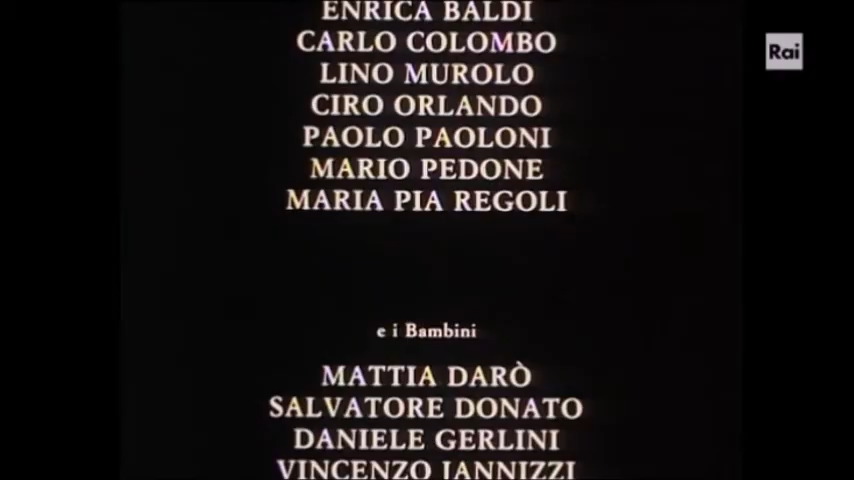 ENRICA BALDI
Rai
CARLO COLOMBO
LINO MUROLO
CIRO ORLANDO
PAOLO PAOLONI
MARIO PEDONE
MARIA PIA REGOLI
e i Bambini
MATTIA DARÒ
SALVATORE DONATO
DANIELE GERLINI
VINCENZO IANNIZZI